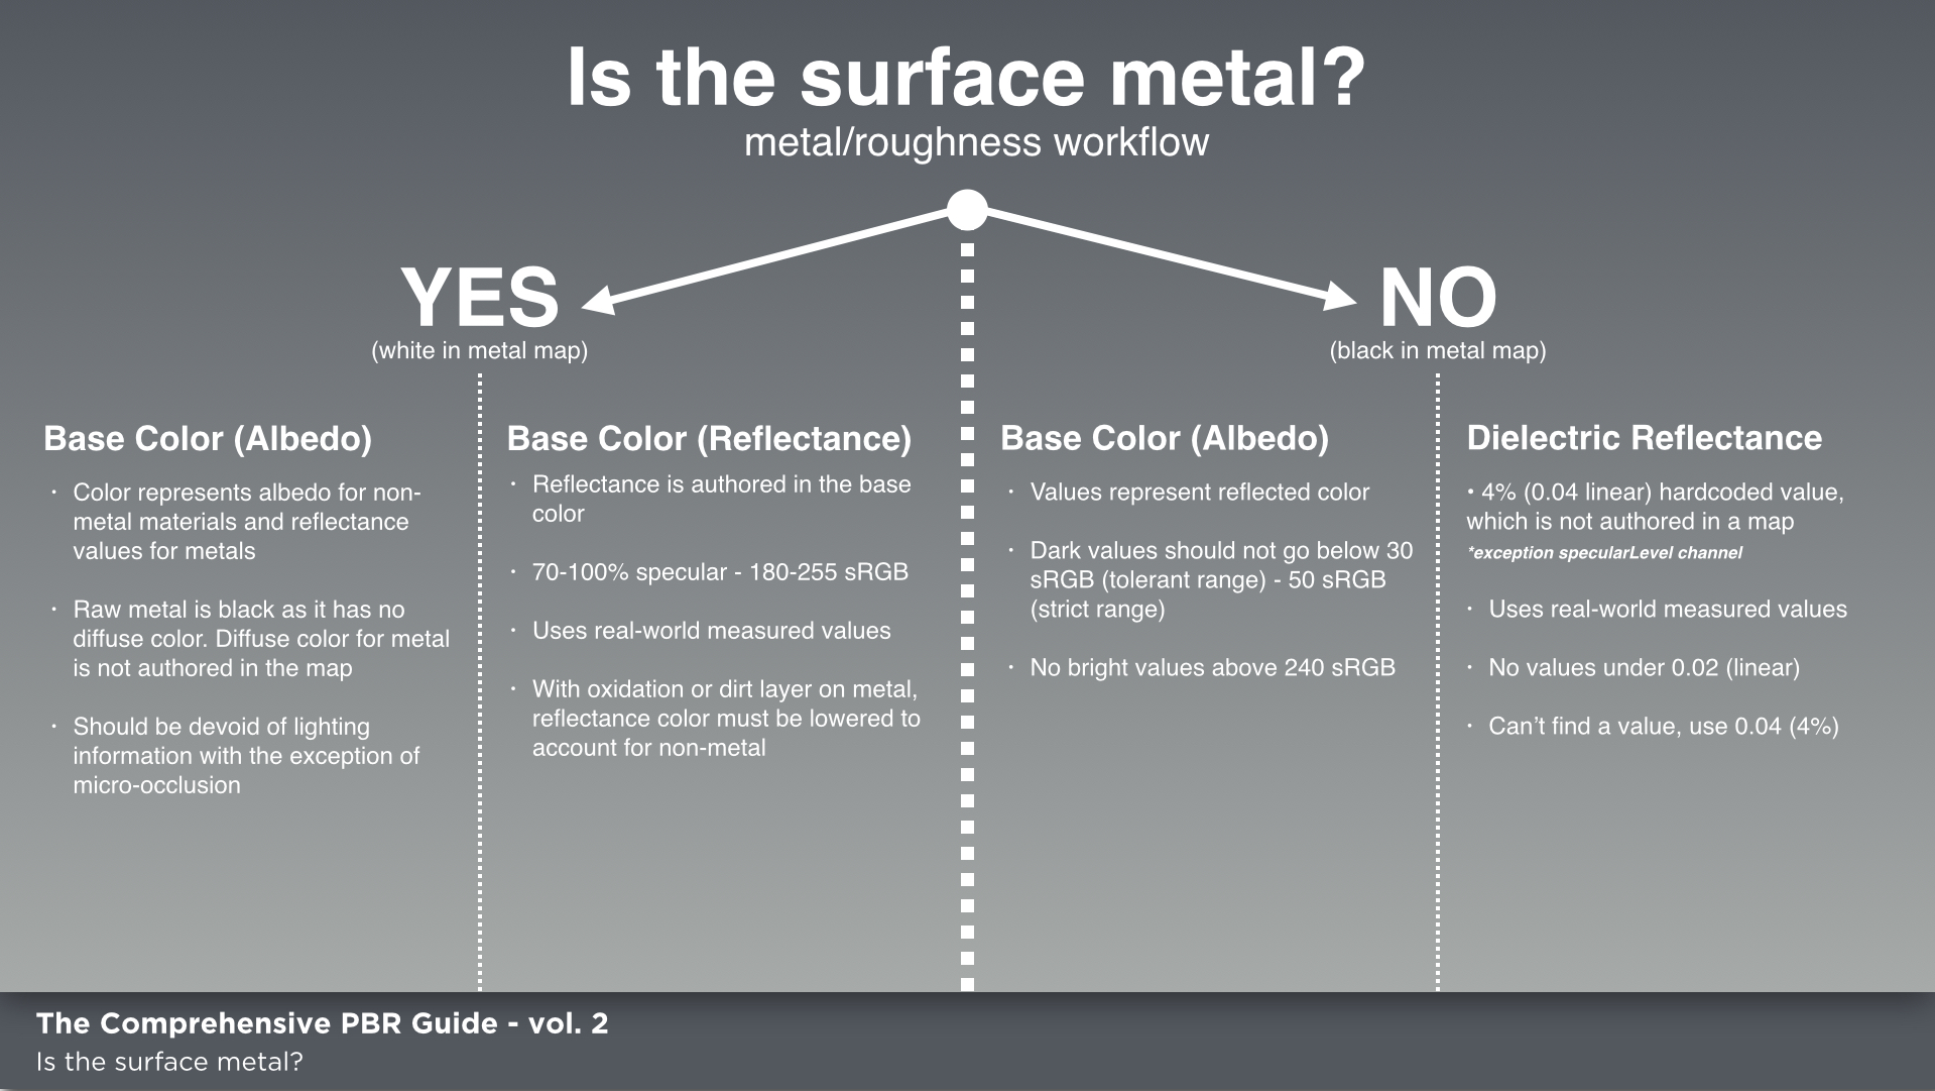 Is the surface metal?
metal/roughness workflow
YES
(white in metal map)
NO
(black in metal map)
Base Color (Albedo)
· Color represents albedo for non-
metal materials and reflectance
values for metals
· Raw metal is black as it has no
diffuse color. Diffuse color for metal
is not authored in the map
· Should be devoid of lighting
information with the exception of
micro-occlusion
Base Color (Reflectance)
· Reflectance is authored in the base
color
· 70-100% specular - 180-255 sRGB
· Uses real-world measured values
· With oxidation or dirt layer on metal,
reflectance color must be lowered to
account for non-metal
Base Color (Albedo)
· Values represent reflected color
· Dark values should not go below 30
sRGB (tolerant range) - 50 sRGB
(strict range)
· No bright values above 240 sRGB
Dielectric Reflectance
• 4% (0.04 linear) hardcoded value,
which is not authored in a map
*exception specularLevel channel
· Uses real-world measured values
· No values under 0.02 (linear)
· Can’t find a value, use 0.04 (4%)
The Comprehensive PBR Guide - vol. 2
Is the surface metal?